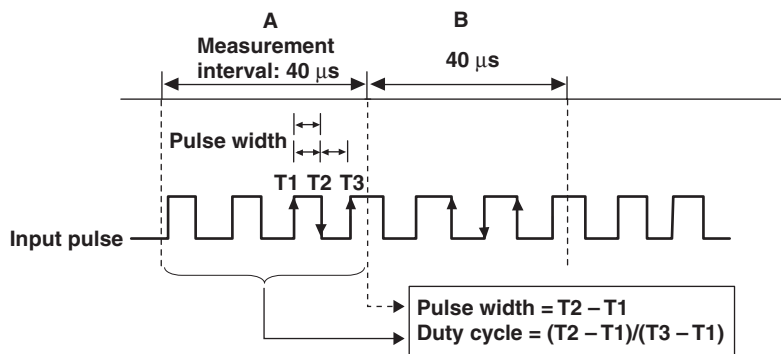 A
B
Measurement
interval: 40 μs
40 μs
Pulse width
T1 T2 T3
Input pulse
Pulse width = T2 – T1
Duty cycle = (T2 – T1)/(T3 – T1)